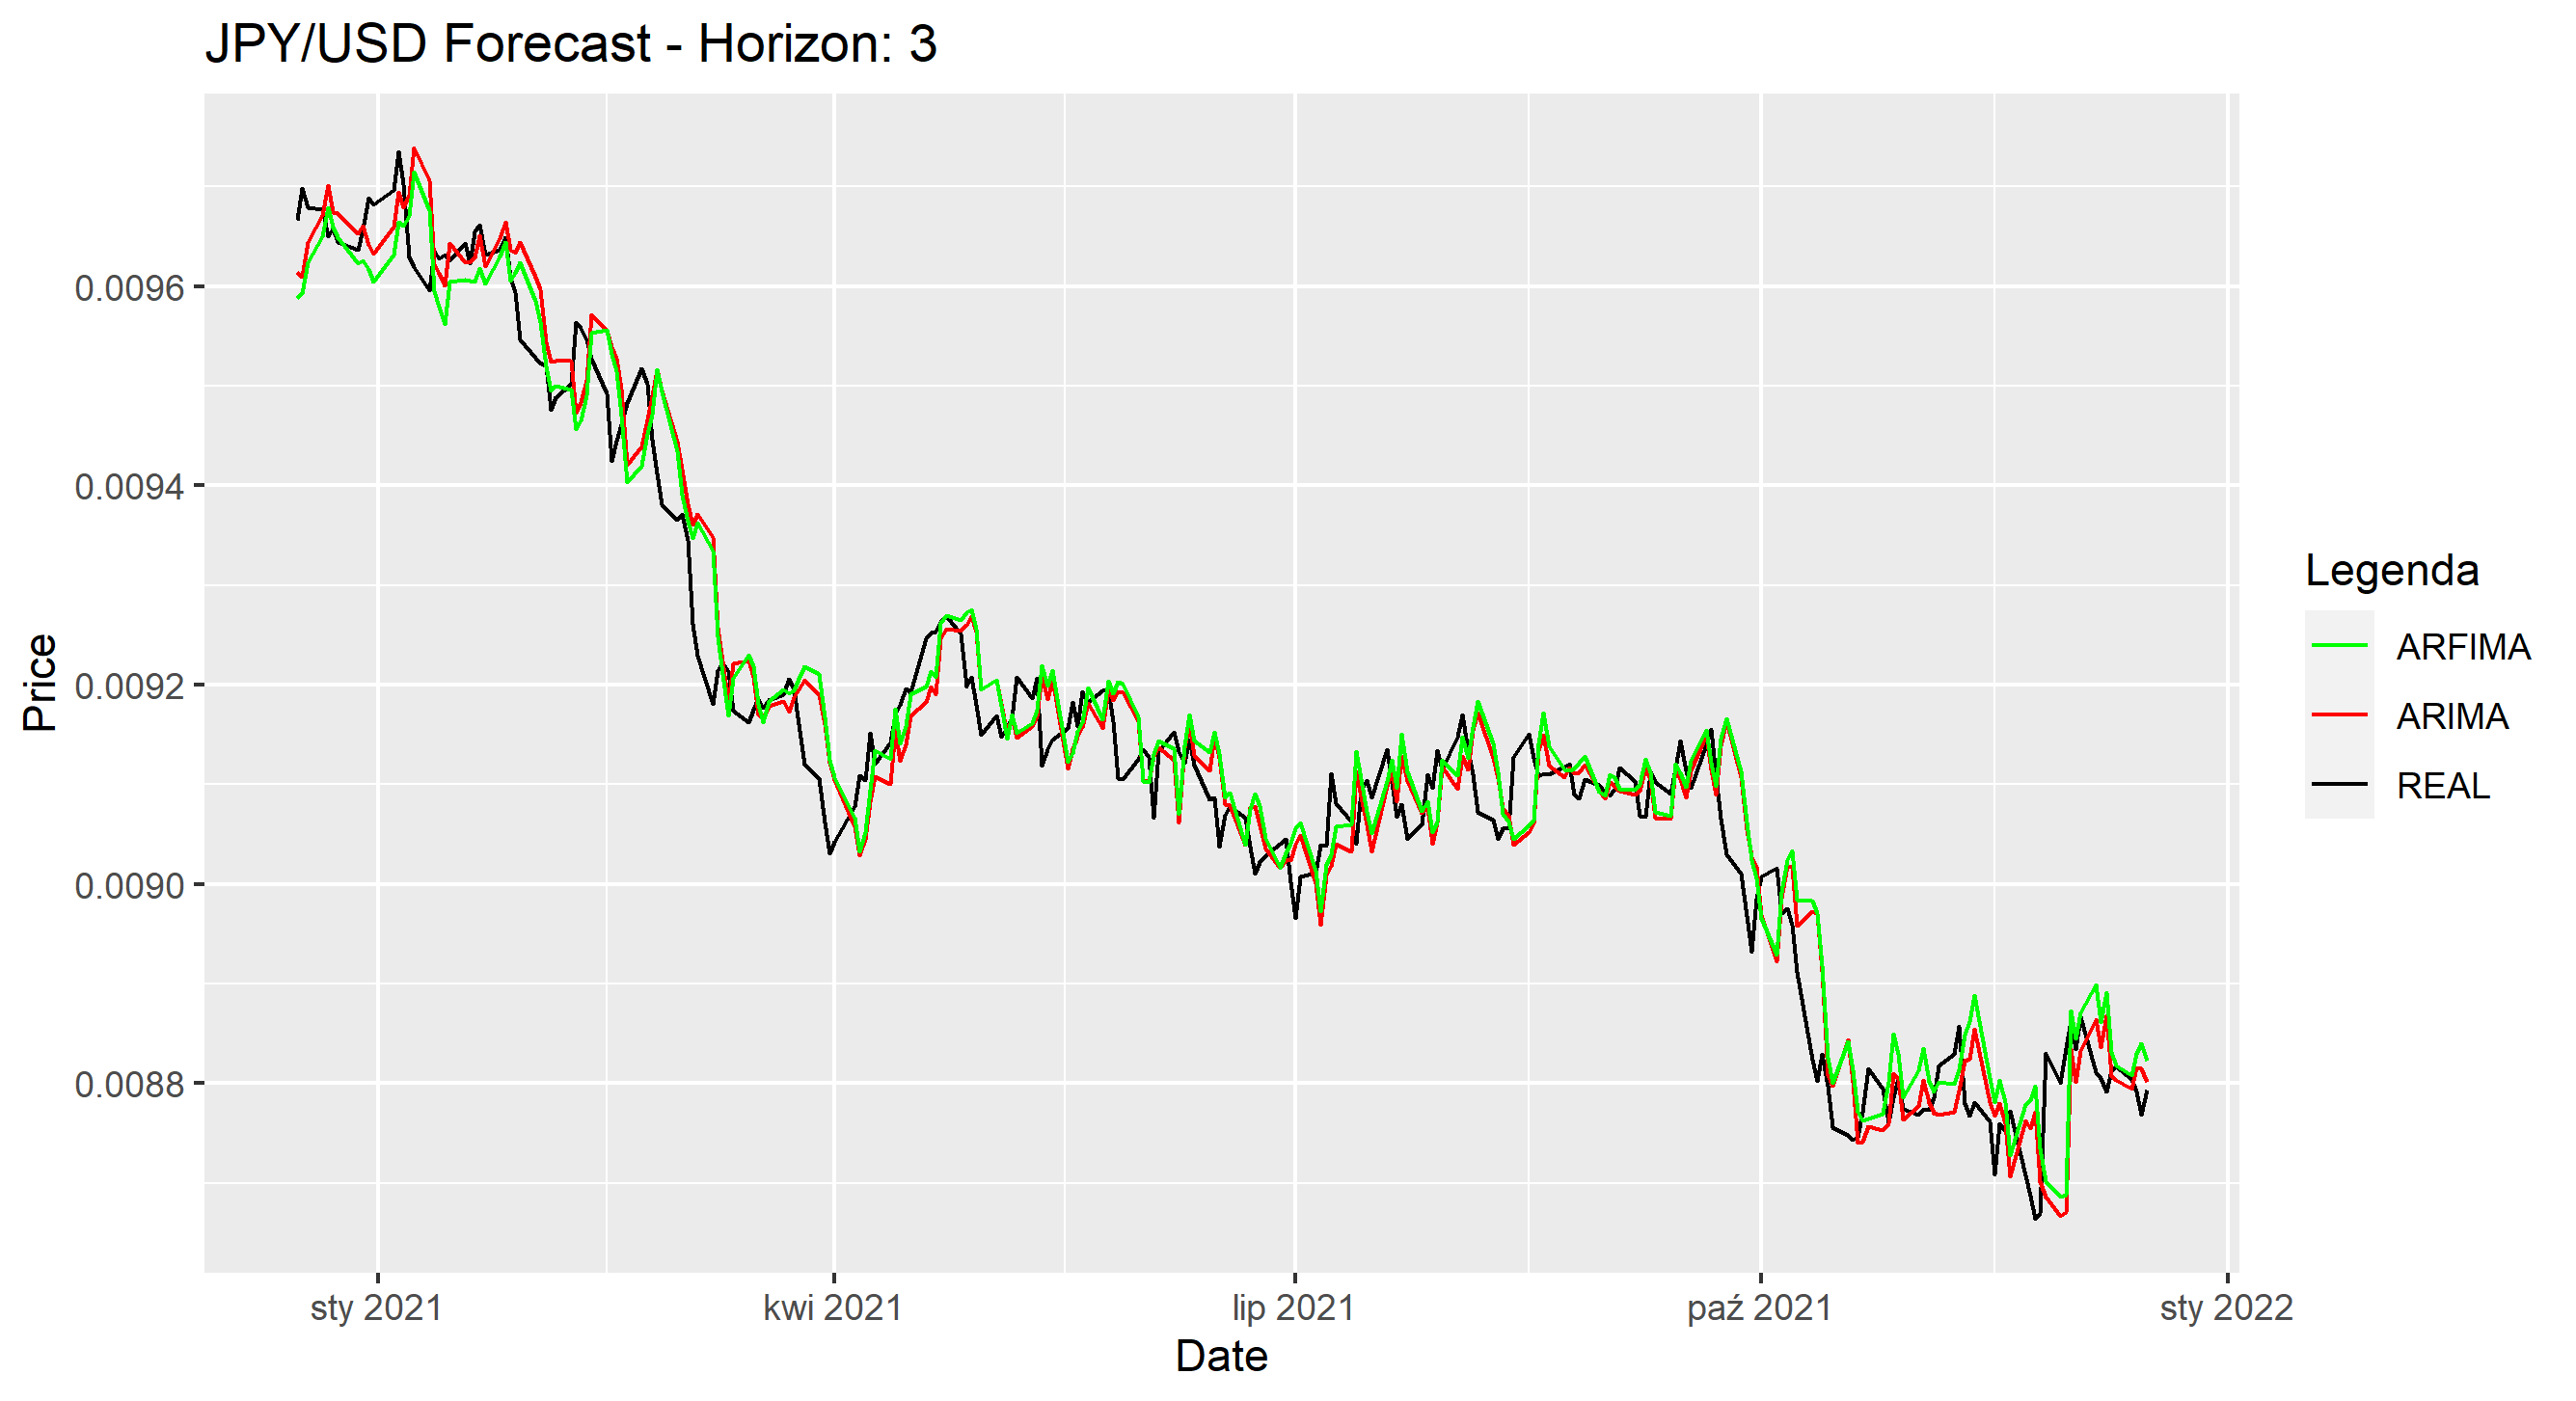 JPY/USD Forecast - Horizon: 3
Price
0.0096
0.0094
0.0092
0.0090
0.0088
sty 2021
kwi 2021
lip 2021
paź 2021
sty 2022
Date
Legenda
ARFIMA
ARIMA
REAL